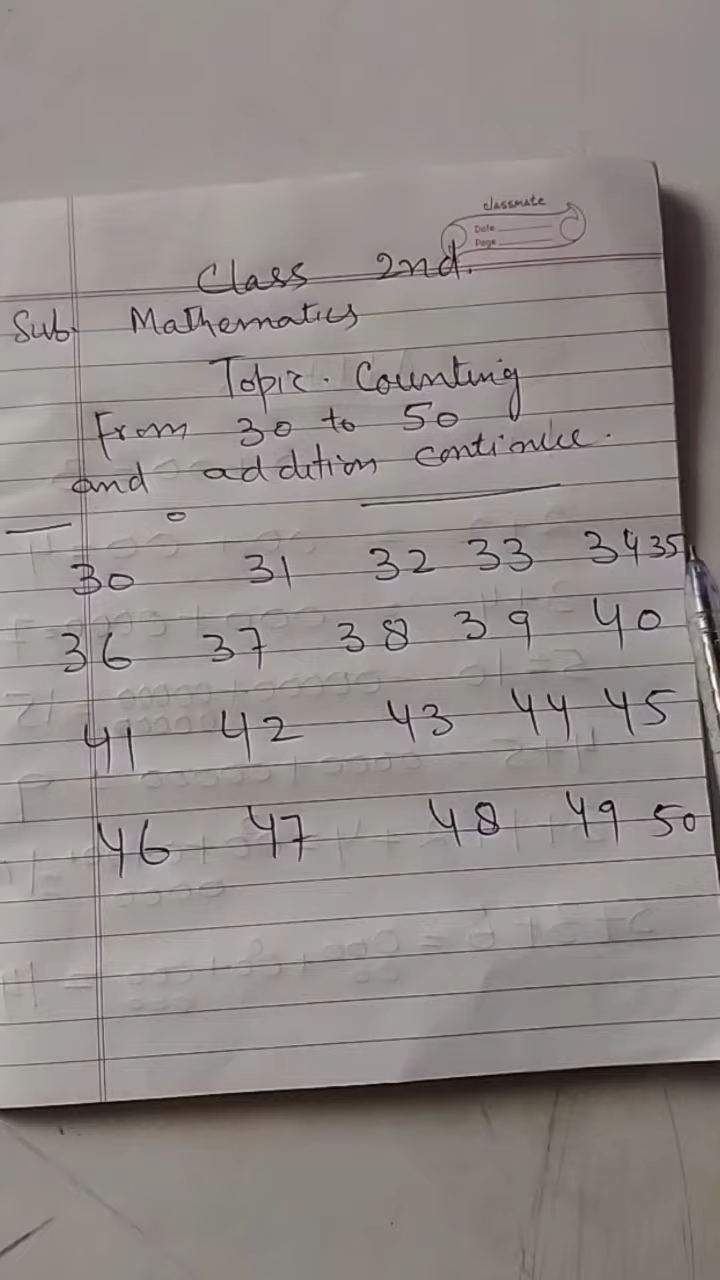 classmate
Date
Page
Class 2nd.
Sub. Mathematics
Topic. Counting
From 30 to 50
and addition continue.
30 31 32 33 34 35
36 37 38 39 40
41 42 43 44 45
46 47 48 49 50